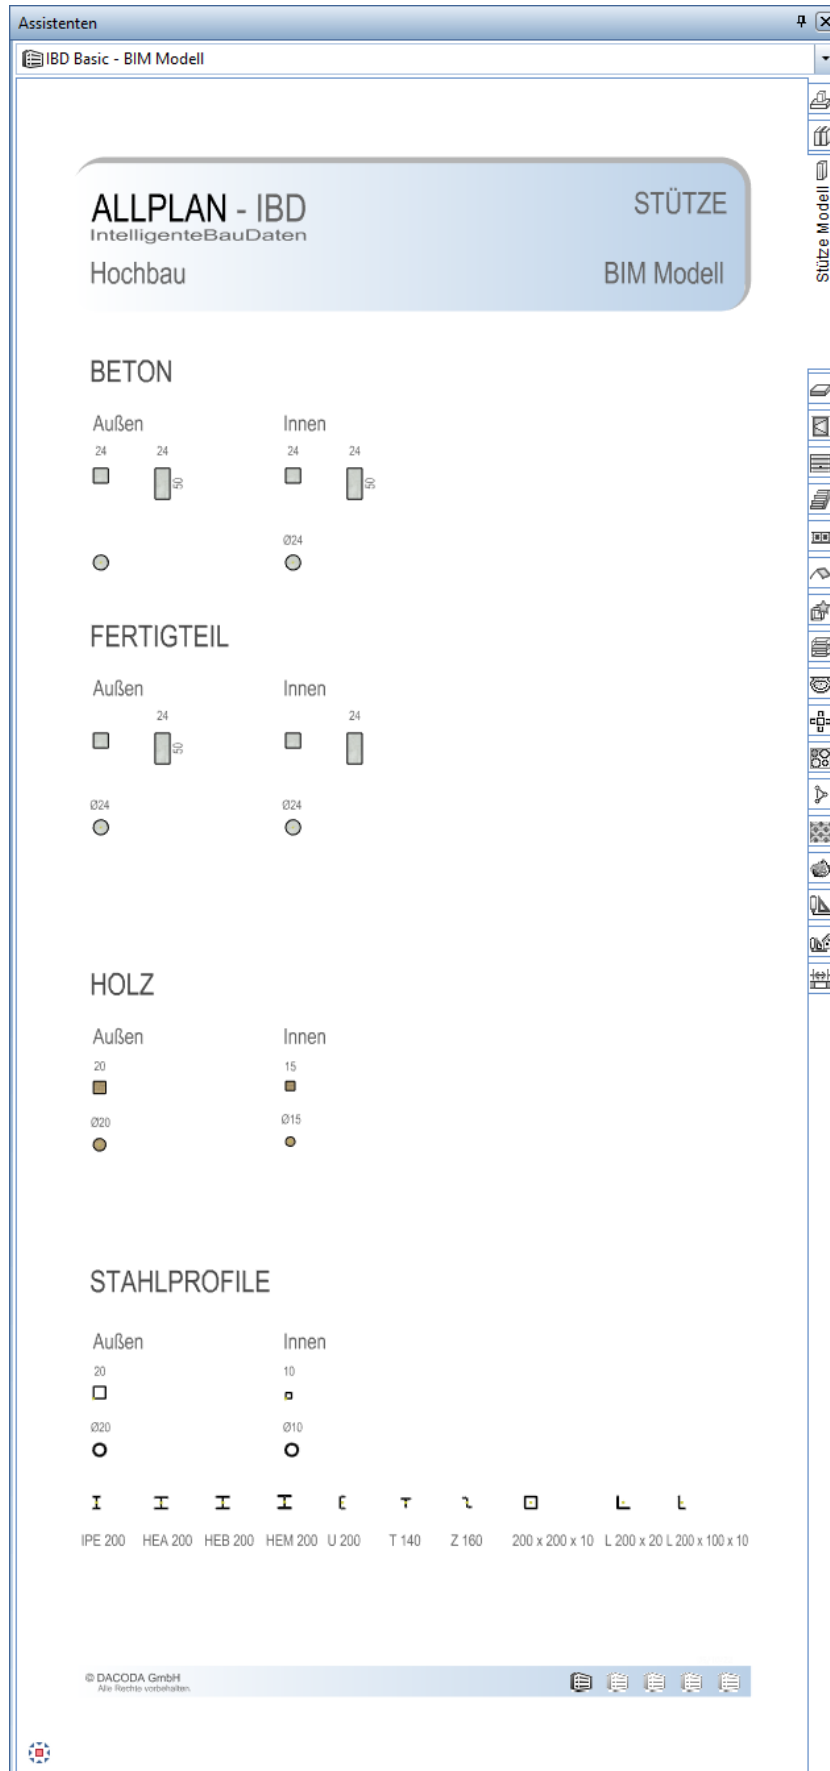 Assistenten
IBD Basic - BIM Modell
Stütze Modell
ALLPLAN - IBD
STÜTZE
IntelligenteBauDaten
Hochbau
BIM Modell
BETON
Außen Innen
24 24 24 24
50 50
Ø24
FERTIGTEIL
Außen Innen
24 24
50
Ø24 Ø24
HOLZ
Außen Innen
20 15
Ø20 Ø15
STAHLPROFILE
Außen Innen
20 10
Ø20 Ø10
IPE 200 HEA 200 HEB 200 HEM 200 U 200 T 140 Z 160 200 x 200 x 10 L 200 x 20 L 200 x 100 x 10
© DACODA GmbH
Alle Rechte vorbehalten.